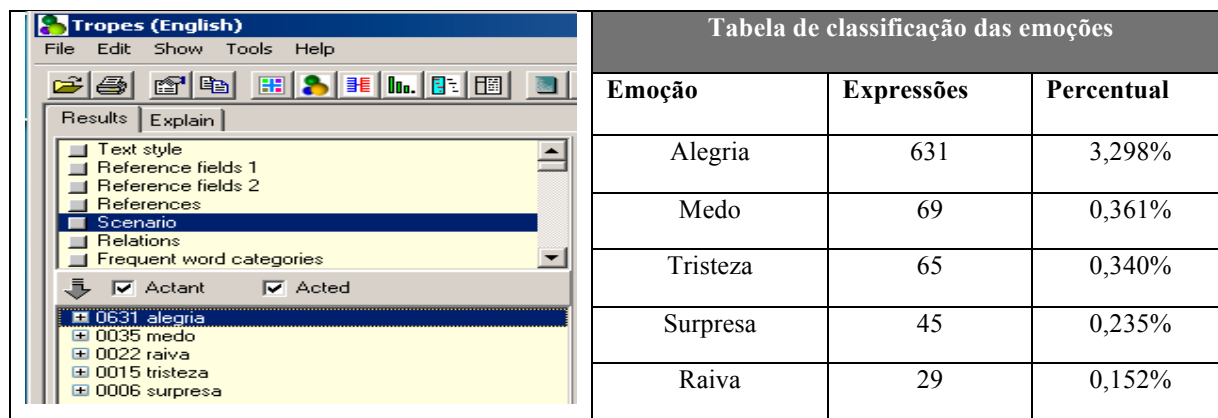 Tropes (English)
File Edit Show Tools Help
Results Explain
Text style
Reference fields 1
Reference fields 2
References
Scenario
Relations
Frequent word categories
Actant Acted
0631 alegria
0035 medo
0022 raiva
0015 tristeza
0006 surpresa
Tabela de classificação das emoções
Emoção Expressões Percentual
Alegria 631 3,298%
Medo 69 0,361%
Tristeza 65 0,340%
Surpresa 45 0,235%
Raiva 29 0,152%